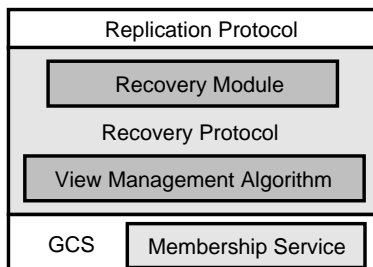 Replication Protocol
Recovery Module
Recovery Protocol
View Management Algorithm
GCS Membership Service